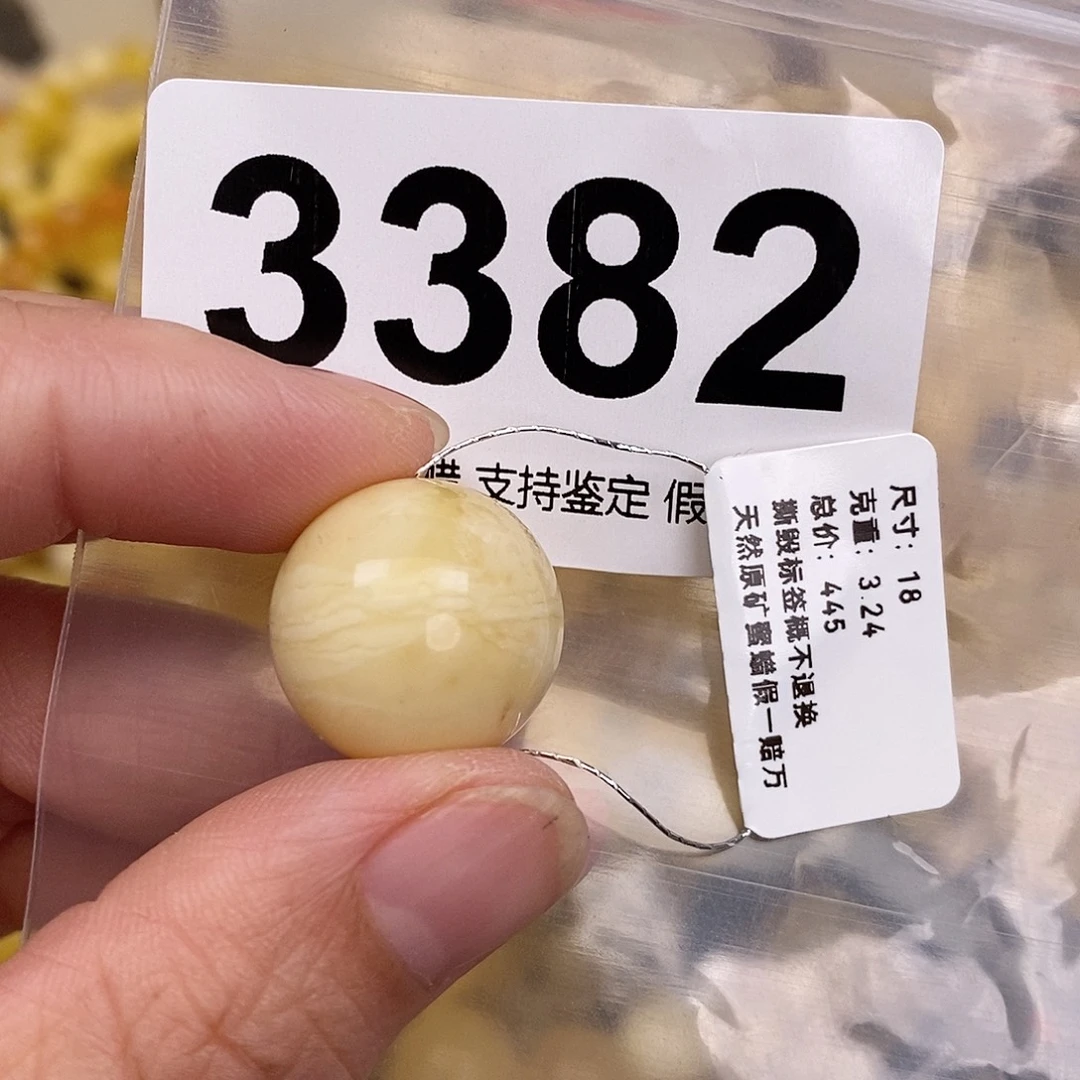 3382
蜡 支持鉴定 假
尺寸：18
克重：3.24
总价：445
撕毁标签概不退换
天然原矿蜜蜡假一赔万